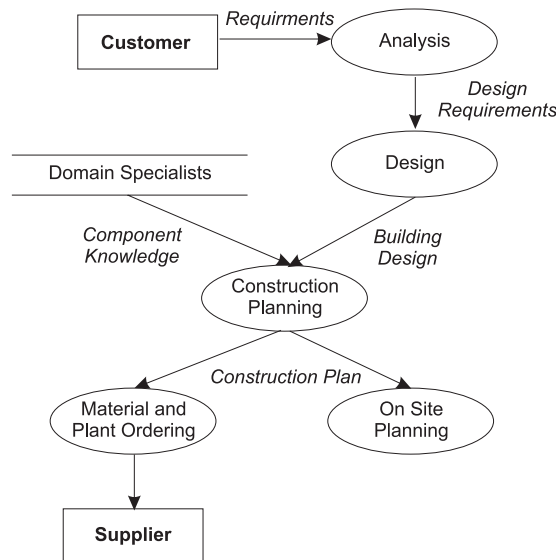 Requirments
Customer
Analysis
Design
Requirements
Domain Specialists
Design
Component
Knowledge
Building
Design
Construction
Planning
Construction Plan
Material and
Plant Ordering
On Site
Planning
Supplier